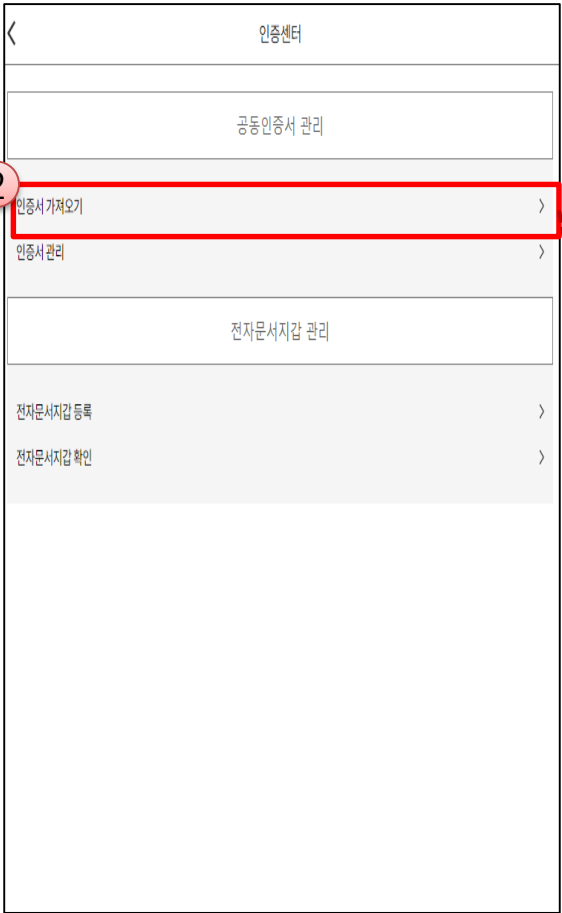 인증센터
공동인증서 관리
2
인증서 가져오기
인증서 관리
전자문서지갑 관리
전자문서지갑 등록
전자문서지갑 확인